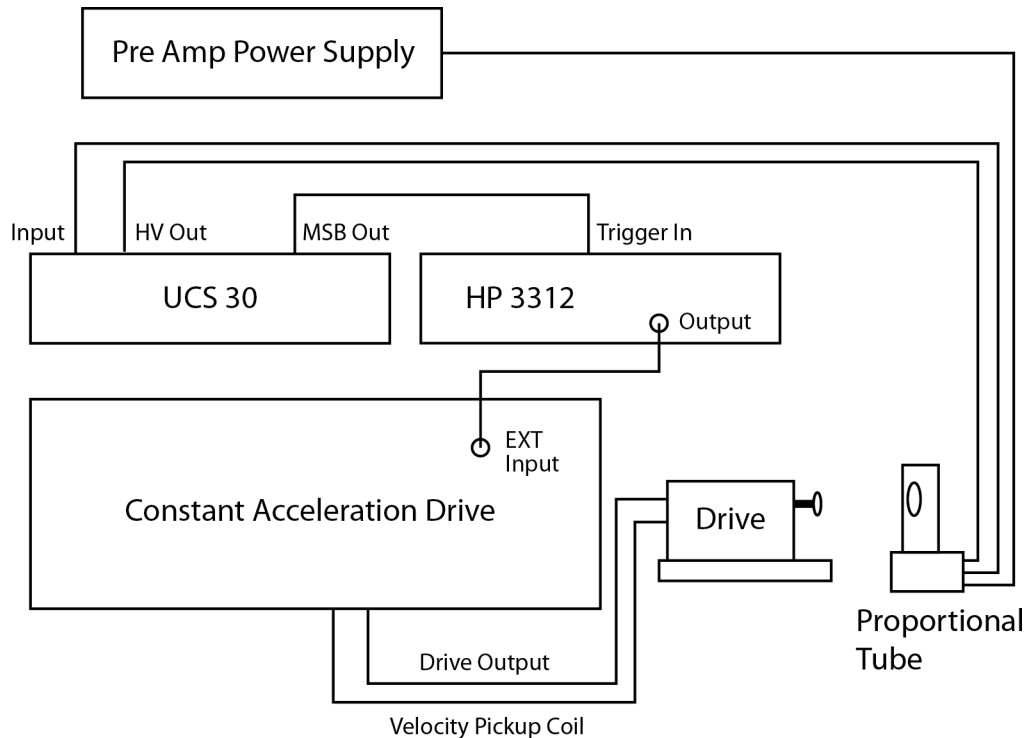 Pre Amp Power Supply
Input
HV Out
MSB Out
Trigger In
UCS 30
HP 3312
Output
EXT
Input
Constant Acceleration Drive
Drive
Proportional
Tube
Drive Output
Velocity Pickup Coil